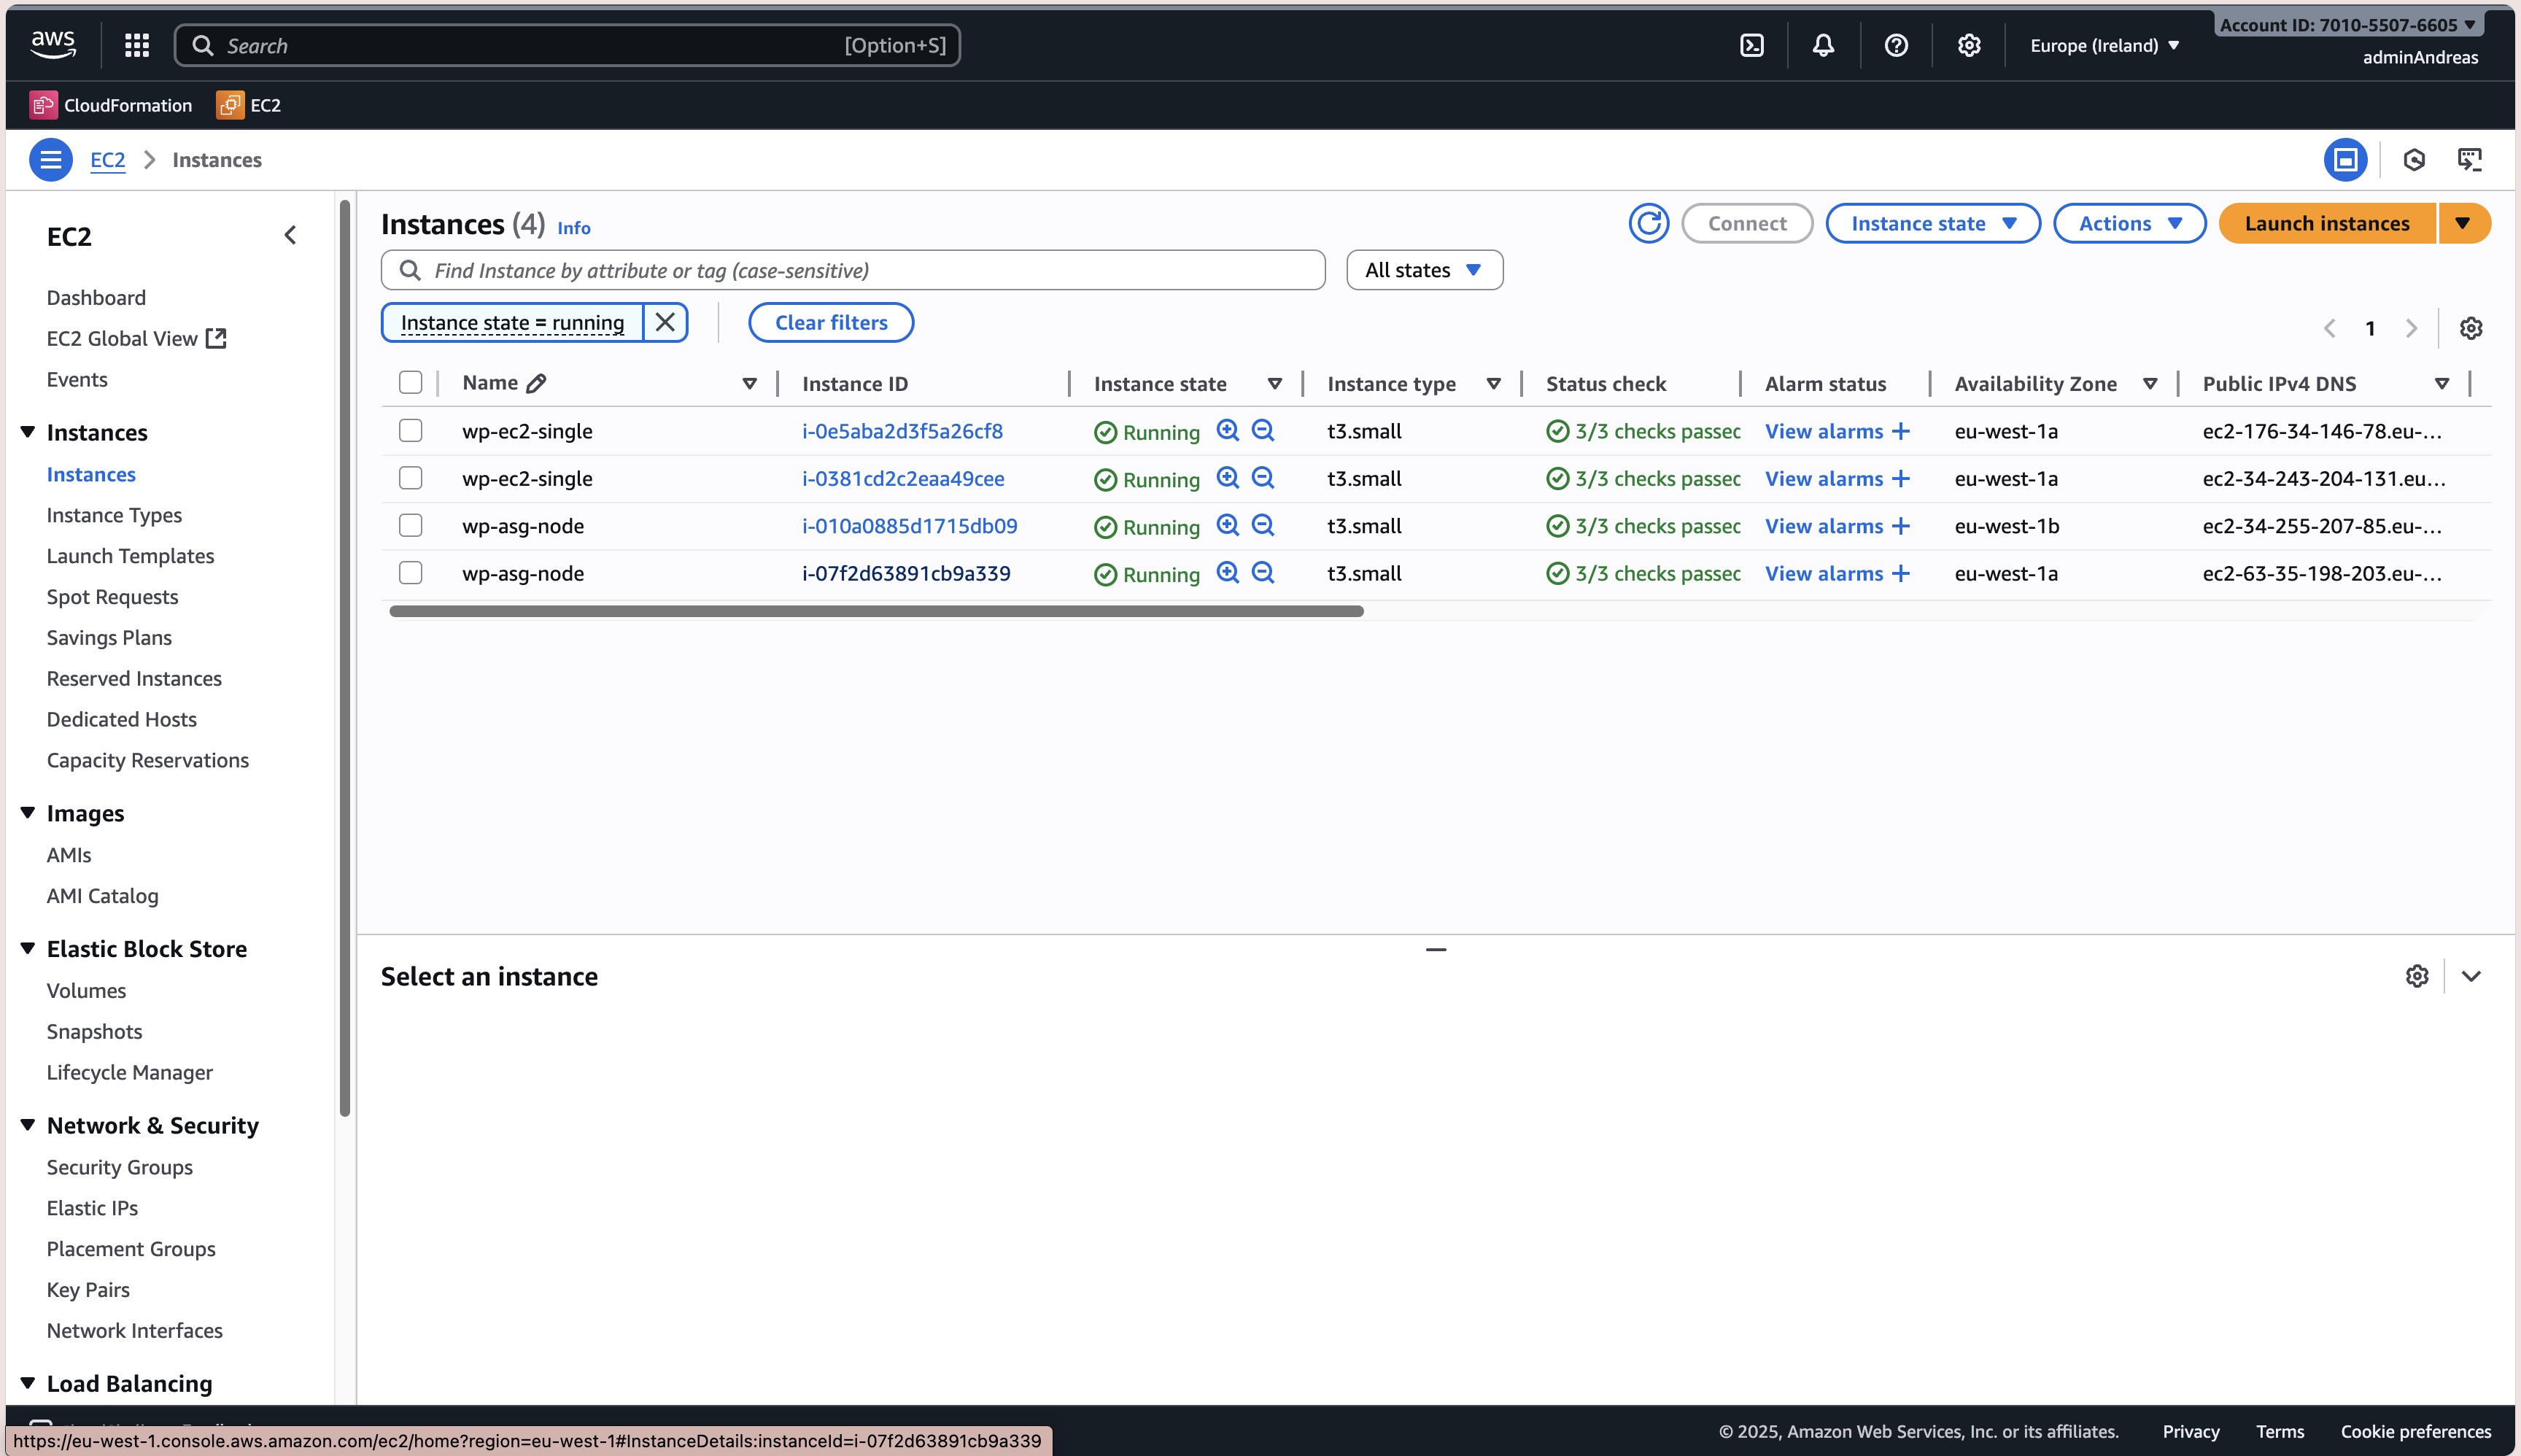 aws
Search [Option+S]
Europe (Ireland)
Account ID: 7010-5507-6605
adminAndreas
CloudFormation EC2
EC2 Instances
EC2
Dashboard
EC2 Global View
Events
Instances
Instances
Instance Types
Launch Templates
Spot Requests
Savings Plans
Reserved Instances
Dedicated Hosts
Capacity Reservations
Images
AMIs
AMI Catalog
Elastic Block Store
Volumes
Snapshots
Lifecycle Manager
Network & Security
Security Groups
Elastic IPs
Placement Groups
Key Pairs
Network Interfaces
Load Balancing
Instances (4) Info
Connect Instance state Actions Launch instances
Find Instance by attribute or tag (case-sensitive)
All states
Instance state = running
Clear filters
1
Name Instance ID Instance state Instance type Status check Alarm status Availability Zone Public IPv4 DNS
wp-ec2-single i-0e5aba2d3f5a26cf8 Running t3.small 3/3 checks passec View alarms + eu-west-1a ec2-176-34-146-78.eu-...
wp-ec2-single i-0381cd2c2eaa49cee Running t3.small 3/3 checks passec View alarms + eu-west-1a ec2-34-243-204-131.eu...
wp-asg-node i-010a0885d1715db09 Running t3.small 3/3 checks passec View alarms + eu-west-1b ec2-34-255-207-85.eu-...
wp-asg-node i-07f2d63891cb9a339 Running t3.small 3/3 checks passec View alarms + eu-west-1a ec2-63-35-198-203.eu-...
Select an instance
https://eu-west-1.console.aws.amazon.com/ec2/home?region=eu-west-1#InstanceDetails:instanceId=i-07f2d63891cb9a339
© 2025, Amazon Web Services, Inc. or its affiliates. Privacy Terms Cookie preferences